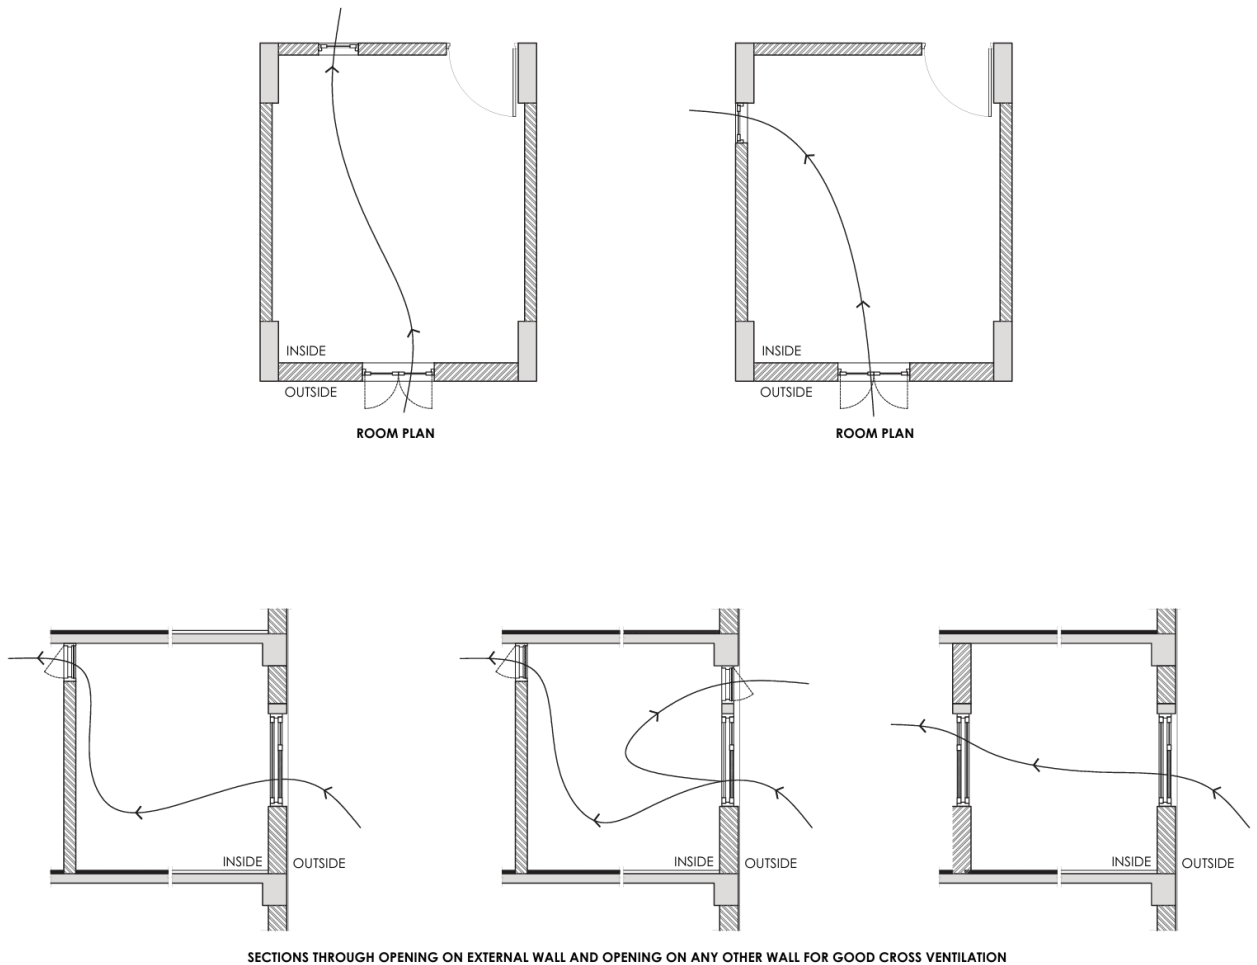 INSIDE
OUTSIDE
ROOM PLAN
INSIDE
OUTSIDE
ROOM PLAN
INSIDE OUTSIDE
INSIDE OUTSIDE
INSIDE OUTSIDE
SECTIONS THROUGH OPENING ON EXTERNAL WALL AND OPENING ON ANY OTHER WALL FOR GOOD CROSS VENTILATION